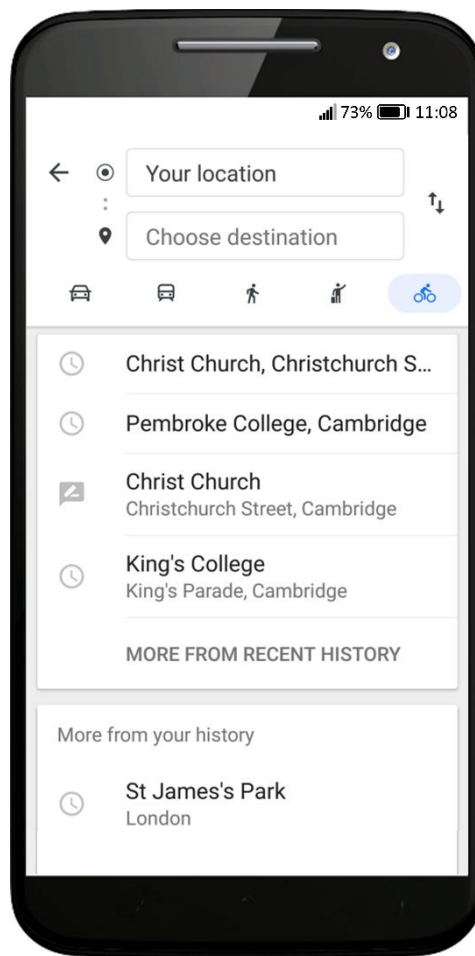 73% 11:08
Your location
Choose destination
Christ Church, Christchurch S...
Pembroke College, Cambridge
Christ Church
Christchurch Street, Cambridge
King's College
King's Parade, Cambridge
MORE FROM RECENT HISTORY
More from your history
St James's Park
London